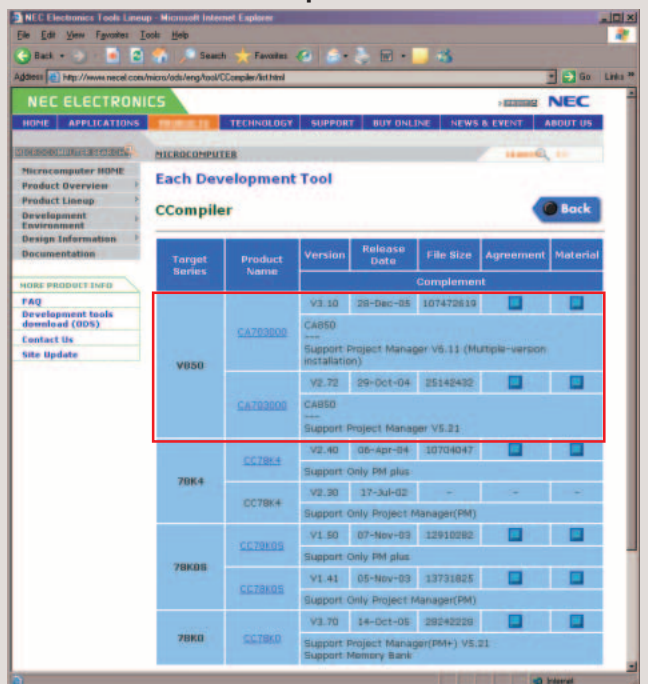 NEC Electronics Tools Lineup - Microsoft Internet Explorer
File Edit View Favorites Tools Help
Back Search Favorites
Address http://www.necel.com/micro/ods/eng/tool/CCompiler/list.html Go Links »
NEC ELECTRONICS NEC
HOME APPLICATIONS TECHNOLOGY SUPPORT BUY ONLINE NEWS & EVENT ABOUT US
MICROCOMPUTER
Microcomputer HOME
Product Overview
Product Lineup
Development Environment
Design Information
Documentation
MORE PRODUCT INFO
FAQ
Development tools
download (ODS)
Contact Us
Site Update
Each Development Tool
CCompiler Back
Target Series Product Name Version Release Date File Size Agreement Material
Complement
V850 CA703000 V3.10 28-Dec-05 107472619
CA850
---
Support Project Manager V6.11 (Multiple-version
installation)
CA703000 V2.72 29-Oct-04 25142432
CA850
---
Support Project Manager V5.21
78K4 CC78K4 V2.40 06-Apr-04 10704047
Support Only PM plus
CC78K4 V2.30 17-Jul-02 - - -
Support Only Project Manager(PM)
78K0S CC78K0S V1.50 07-Nov-03 12910282
Support Only PM plus
CC78K0S V1.41 05-Nov-03 13731825
Support Only Project Manager(PM)
78K0 CC78K0 V3.70 14-Oct-05 28242228
Support Project Manager(PM+) V5.21
Support Memory Bank
Internet